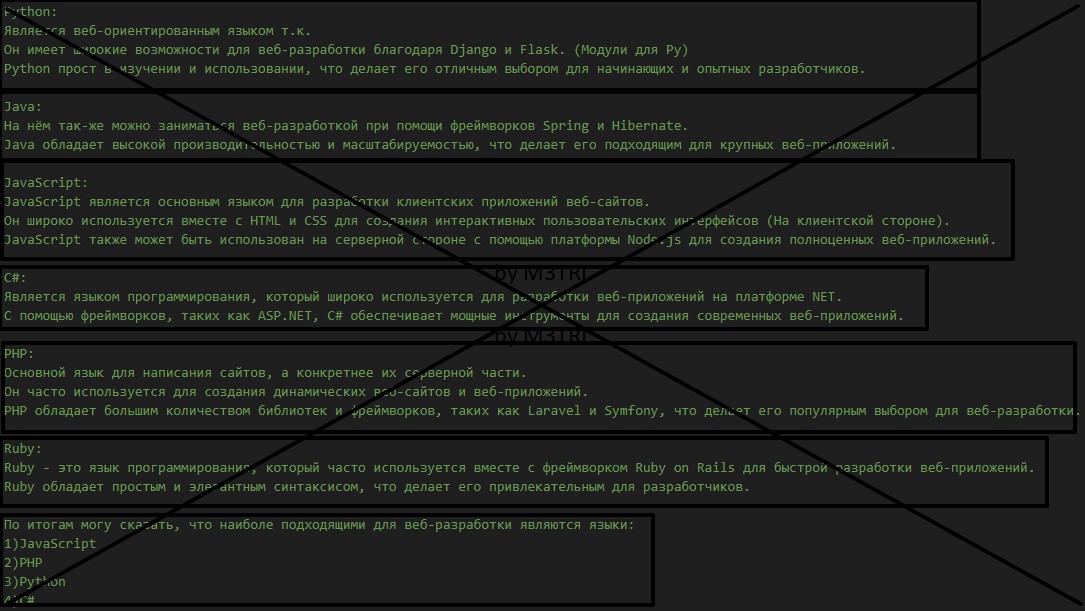 Python:
Является веб-ориентированным языком т.к.
Он имеет широкие возможности для веб-разработки благодаря Django и Flask. (Модули для Py)
Python прост в изучении и использовании, что делает его отличным выбором для начинающих и опытных разработчиков.
Java:
На нём так-же можно заниматься веб-разработкой при помощи фреймворков Spring и Hibernate.
Java обладает высокой производительностью и масштабируемостью, что делает его подходящим для крупных веб-приложений.
JavaScript:
JavaScript является основным языком для разработки клиентских приложений веб-сайтов.
Он широко используется вместе с HTML и CSS для создания интерактивных пользовательских интерфейсов (На клиентской стороне).
JavaScript также может быть использован на серверной стороне с помощью платформы Node.js для создания полноценных веб-приложений.
by M3TRL
C#:
Является языком программирования, который широко используется для разработки веб-приложений на платформе NET.
С помощью фреймворков, таких как ASP.NET, C# обеспечивает мощные инструменты для создания современных веб-приложений.
by M3TRL
PHP:
Основной язык для написания сайтов, а конкретнее их серверной части.
Он часто используется для создания динамических веб-сайтов и веб-приложений.
PHP обладает большим количеством библиотек и фреймворков, таких как Laravel и Symfony, что делает его популярным выбором для веб-разработки.
Ruby:
Ruby - это язык программирования, который часто используется вместе с фреймворком Ruby on Rails для быстрой разработки веб-приложений.
Ruby обладает простым и элегантным синтаксисом, что делает его привлекательным для разработчиков.
По итогам могу сказать, что наиболе подходящими для веб-разработки являются языки:
1)JavaScript
2)PHP
3)Python
4)C#